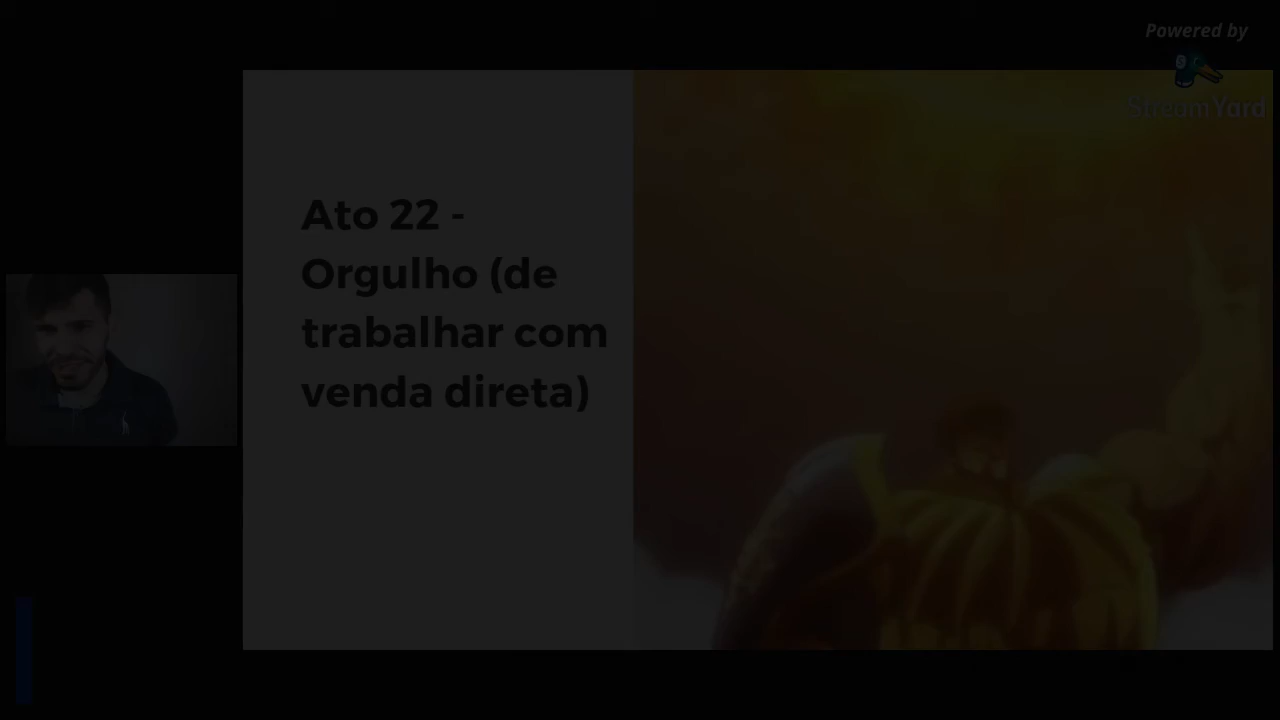 Powered by
StreamYard
Ato 22 -
Orgulho (de
trabalhar com
venda direta)